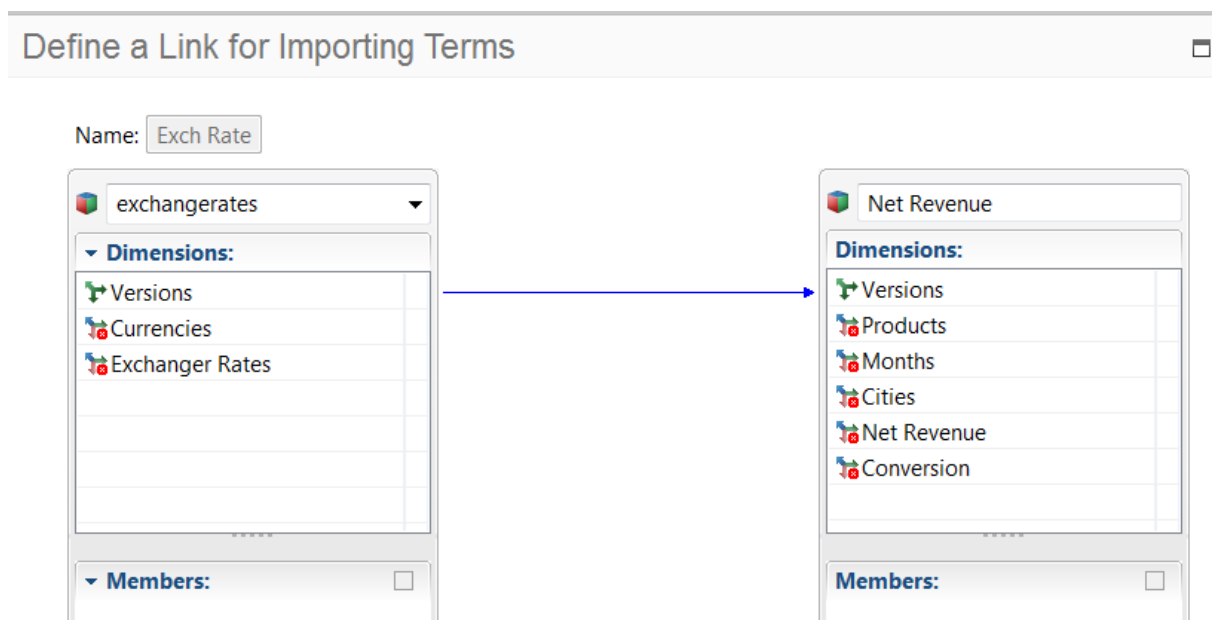 Define a Link for Importing Terms
Name: Exch Rate
exchangerates
Dimensions:
Versions
Currencies
Exchanger Rates
Members:
Net Revenue
Dimensions:
Versions
Products
Months
Cities
Net Revenue
Conversion
Members: